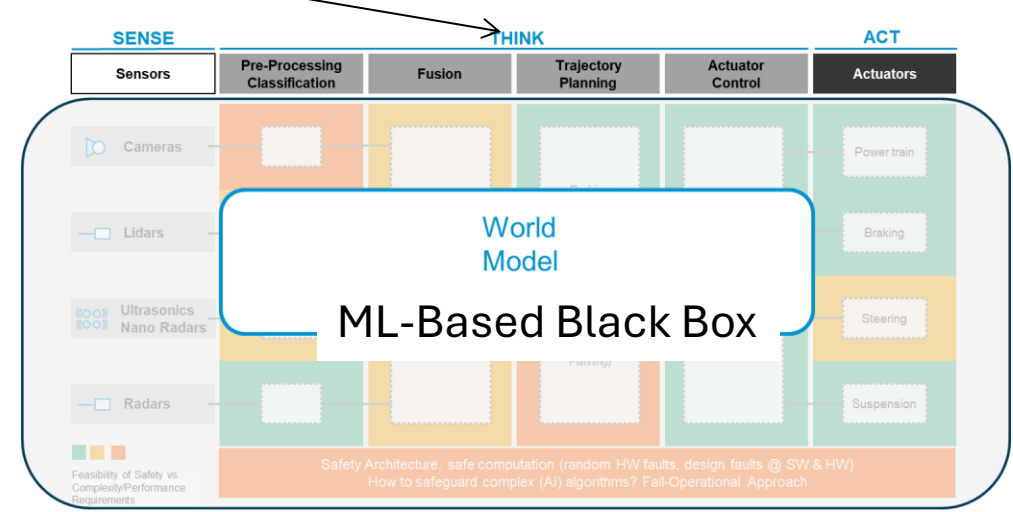 SENSE
THINK
ACT
Sensors
Pre-Processing
Classification
Fusion
Trajectory
Planning
Actuator
Control
Actuators
Cameras
Power train
Lidars
World
Model
Braking
Ultrasonics
Nano Radars
ML-Based Black Box
Steering
Planning)
Radars
Suspension
Feasibility of Safety vs.
Complexity/Performance
Requirements
Safety Architecture, safe computation (random HW faults, design faults @ SW & HW)
How to safeguard complex (AI) algorithms? Fail-Operational Approach